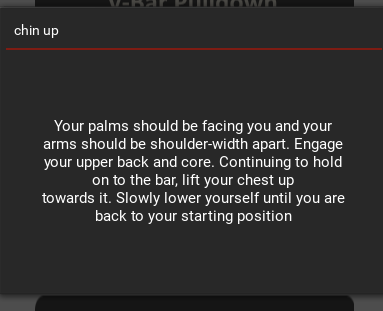 V-Bar Pulldown
chin up
Your palms should be facing you and your
arms should be shoulder-width apart. Engage
your upper back and core. Continuing to hold
on to the bar, lift your chest up
towards it. Slowly lower yourself until you are
back to your starting position